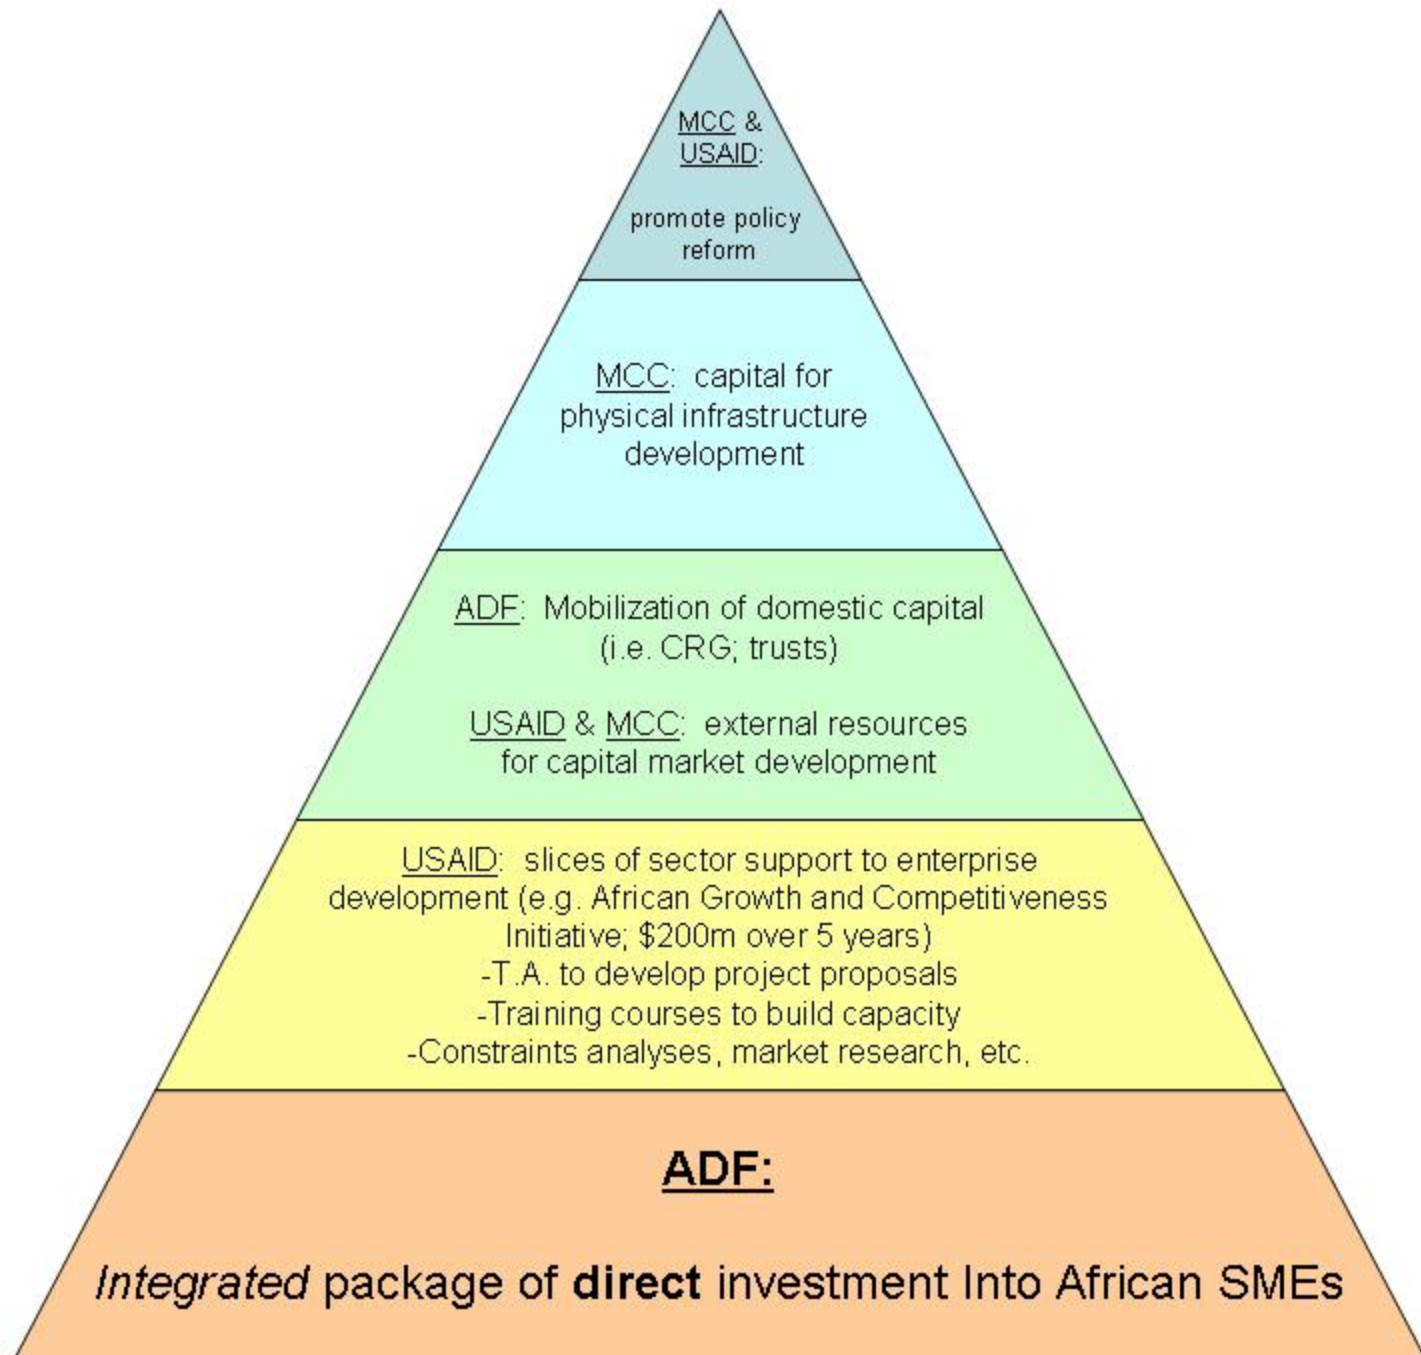 MCC &
USAID:
promote policy
reform
MCC: capital for
physical infrastructure
development
ADF: Mobilization of domestic capital
(i.e. CRG; trusts)
USAID & MCC: external resources
for capital market development
USAID: slices of sector support to enterprise
development (e.g. African Growth and Competitiveness
Initiative; $200m over 5 years)
-T.A. to develop project proposals
-Training courses to build capacity
-Constraints analyses, market research, etc.
ADF:
Integrated package of direct investment Into African SMEs